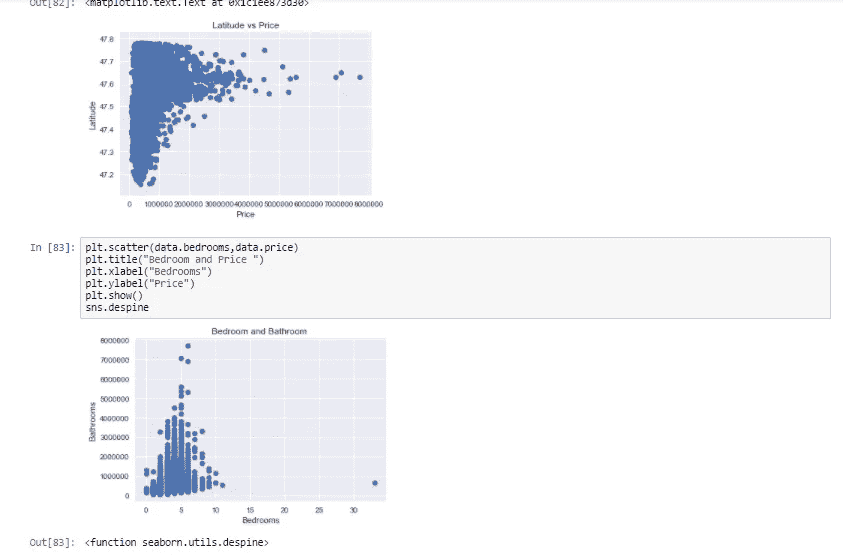 Out[82]: <matplotlib.text.Text at 0x1c1ee873d30>
Latitude vs Price
47.8
47.7
47.6
47.5
47.4
47.3
47.2
Latitude
0 1000000 2000000 3000000 4000000 5000000 6000000 7000000 8000000
Price
In [83]: plt.scatter(data.bedrooms,data.price)
plt.title("Bedroom and Price ")
plt.xlabel("Bedrooms")
plt.ylabel("Price")
plt.show()
sns.despine
Bedroom and Bathroom
8000000
7000000
6000000
5000000
4000000
3000000
2000000
1000000
0
Bathrooms
0 5 10 15 20 25 30
Bedrooms
Out[83]: <function seaborn.utils.despine>